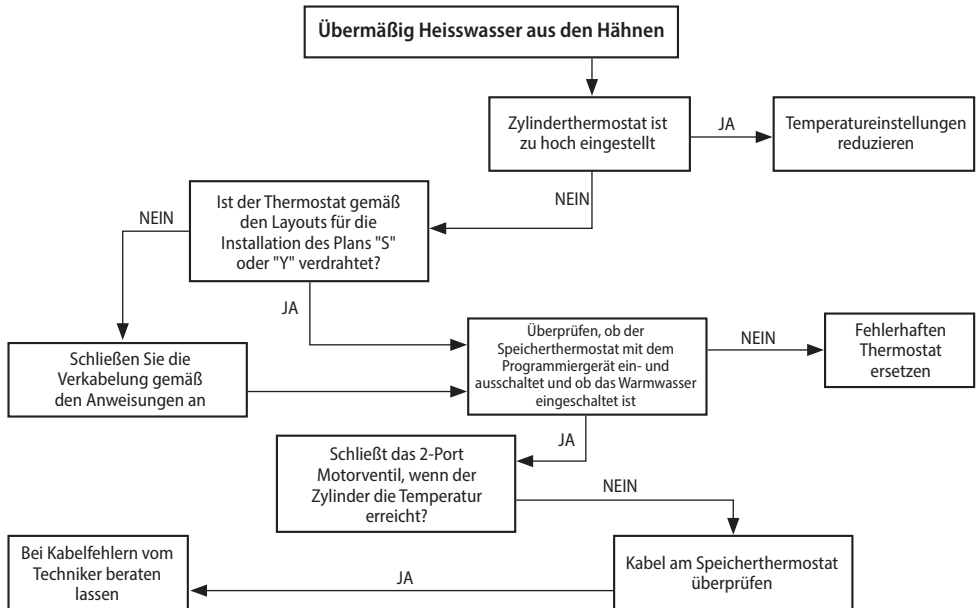 Übermäßig Heisswasser aus den Hähnen
Zylinderthermostat ist
zu hoch eingestellt
JA
Temperatureinstellungen
reduzieren
NEIN
Ist der Thermostat gemäß
den Layouts für die
Installation des Plans "S"
oder "Y" verdrahtet?
NEIN
JA
Schließen Sie die
Verkabelung gemäß
den Anweisungen an
Überprüfen, ob der
Speicherthermostat mit dem
Programmiergerät ein- und
ausschaltet und ob das Warmwasser
eingeschaltet ist
NEIN
Fehlerhaften
Thermostat
ersetzen
JA
Schließt das 2-Port
Motorventil, wenn der
Zylinder die Temperatur
erreicht?
NEIN
Kabel am Speicherthermostat
überprüfen
JA
Bei Kabelfehlern vom
Techniker beraten
lassen